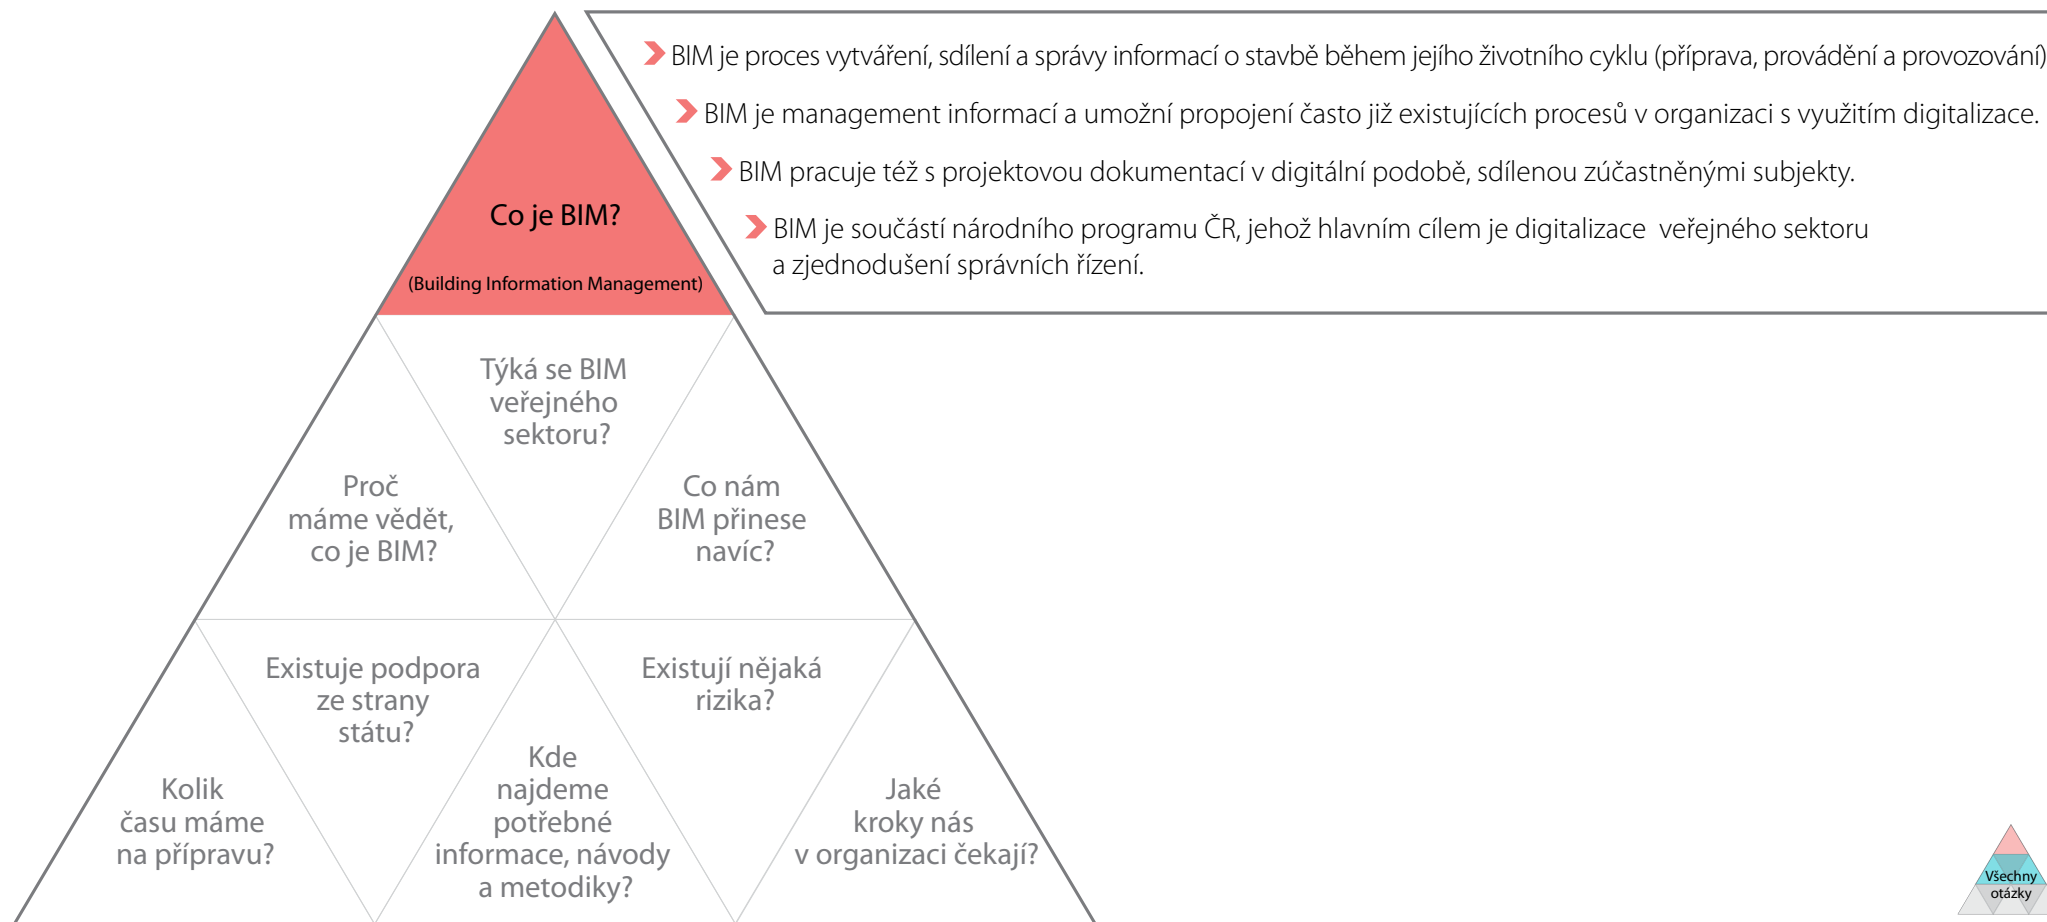 BIM je proces vytváření, sdílení a správy informací o stavbě během jejího životního cyklu (příprava, provádění a provozování)
BIM je management informací a umožní propojení často již existujících procesů v organizaci s využitím digitalizace.
BIM pracuje též s projektovou dokumentací v digitální podobě, sdílenou zúčastněnými subjekty.
BIM je součástí národního programu ČR, jehož hlavním cílem je digitalizace veřejného sektoru
a zjednodušení správních řízení.
Co je BIM?
(Building Information Management)
Týká se BIM
veřejného
sektoru?
Proč
máme vědět,
co je BIM?
Co nám
BIM přinese
navíc?
Existuje podpora
ze strany
státu?
Existují nějaká
rizika?
Kolik
času máme
na přípravu?
Kde
najdeme
potřebné
informace, návody
a metodiky?
Jaké
kroky nás
v organizaci čekají?
Všechny
otázky